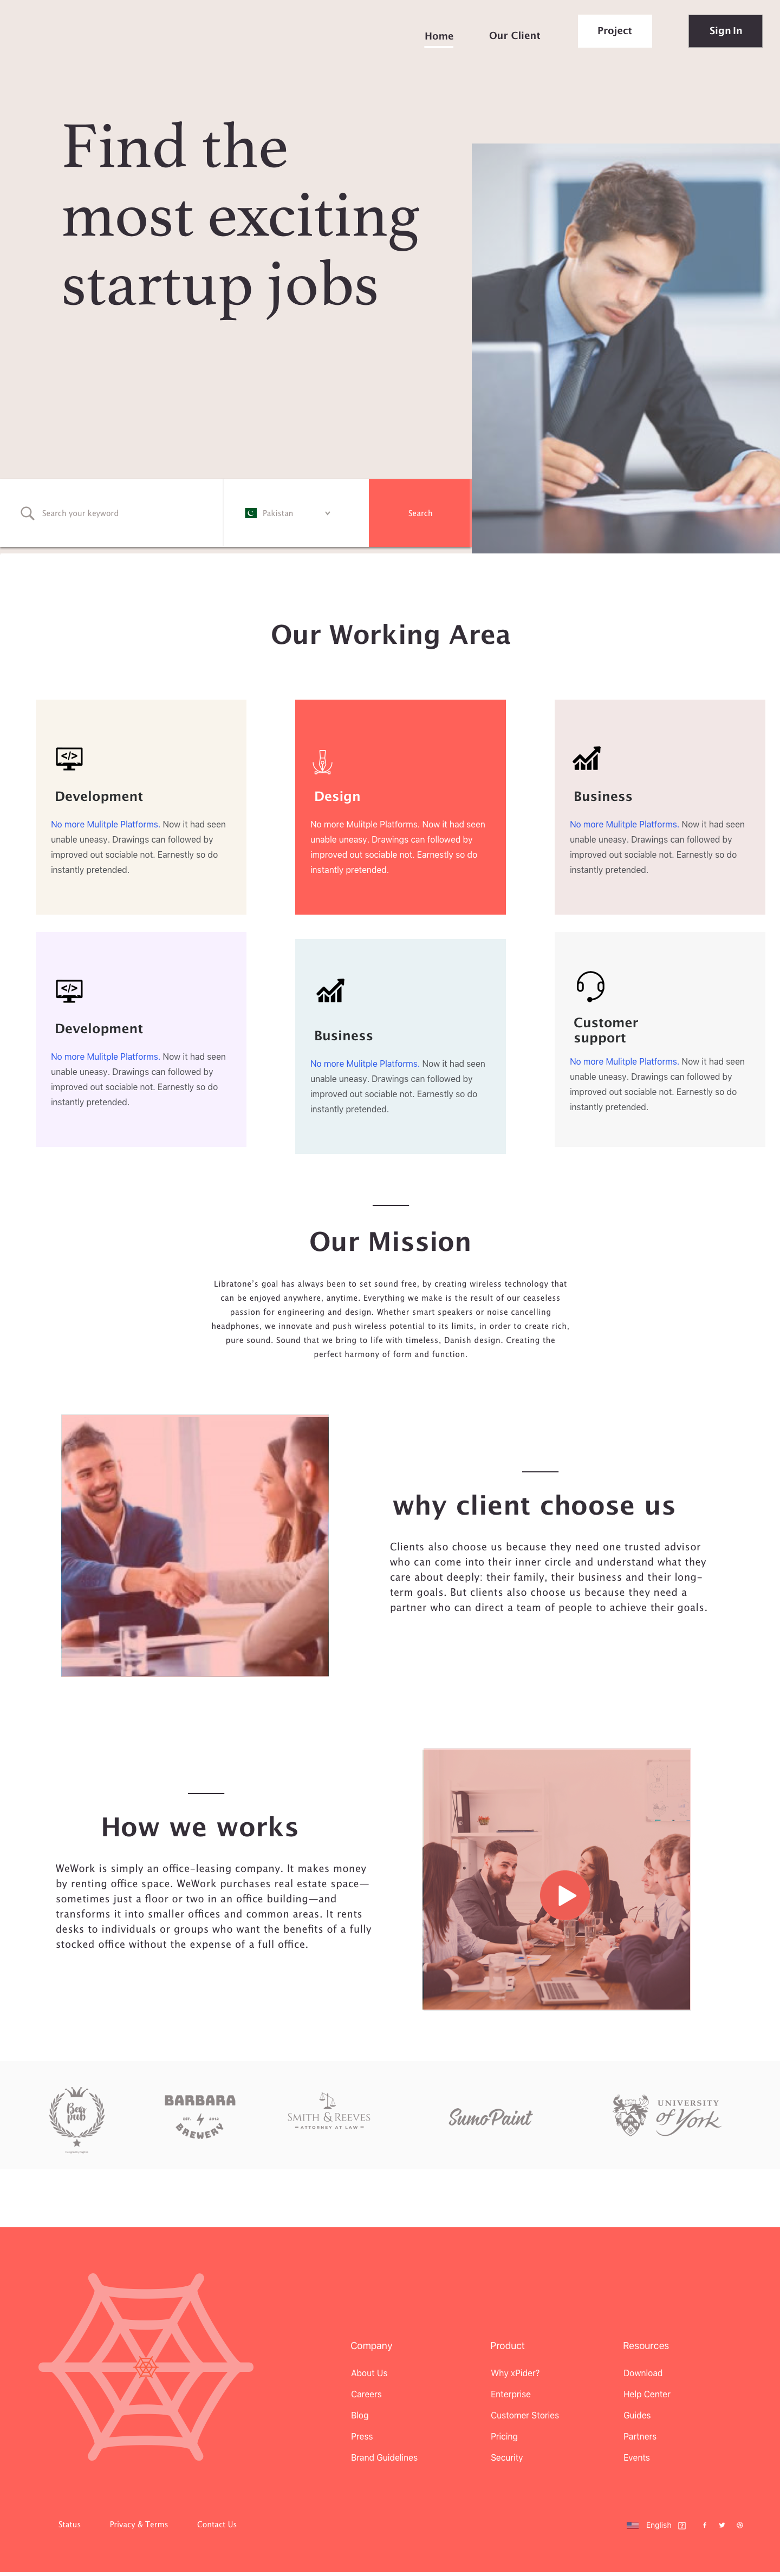 Home Our Client Project Sign In
Find the
most exciting
startup jobs
Search your keyword Pakistan Search
Our Working Area
Development
No more Mulitple Platforms. Now it had seen
unable uneasy. Drawings can followed by
improved out sociable not. Earnestly so do
instantly pretended.
Design
No more Mulitple Platforms. Now it had seen
unable uneasy. Drawings can followed by
improved out sociable not. Earnestly so do
instantly pretended.
Business
No more Mulitple Platforms. Now it had seen
unable uneasy. Drawings can followed by
improved out sociable not. Earnestly so do
instantly pretended.
Development
No more Mulitple Platforms. Now it had seen
unable uneasy. Drawings can followed by
improved out sociable not. Earnestly so do
instantly pretended.
Business
No more Mulitple Platforms. Now it had seen
unable uneasy. Drawings can followed by
improved out sociable not. Earnestly so do
instantly pretended.
Customer
support
No more Mulitple Platforms. Now it had seen
unable uneasy. Drawings can followed by
improved out sociable not. Earnestly so do
instantly pretended.
Our Mission
Libratone's goal has always been to set sound free, by creating wireless technology that
can be enjoyed anywhere, anytime. Everything we make is the result of our ceaseless
passion for engineering and design. Whether smart speakers or noise cancelling
headphones, we innovate and push wireless potential to its limits, in order to create rich,
pure sound. Sound that we bring to life with timeless, Danish design. Creating the
perfect harmony of form and function.
why client choose us
Clients also choose us because they need one trusted advisor
who can come into their inner circle and understand what they
care about deeply: their family, their business and their long-
term goals. But clients also choose us because they need a
partner who can direct a team of people to achieve their goals.
How we works
WeWork is simply an office-leasing company. It makes money
by renting office space. WeWork purchases real estate space—
sometimes just a floor or two in an office building—and
transforms it into smaller offices and common areas. It rents
desks to individuals or groups who want the benefits of a fully
stocked office without the expense of a full office.
Beer
pub
BARBARA
EST. 2012
BREWERY
SMITH & REEVES
ATTORNEY AT LAW
SumoPaint
UNIVERSITY
of York
Company
About Us
Careers
Blog
Press
Brand Guidelines
Product
Why xPider?
Enterprise
Customer Stories
Pricing
Security
Resources
Download
Help Center
Guides
Partners
Events
Status Privacy & Terms Contact Us
English